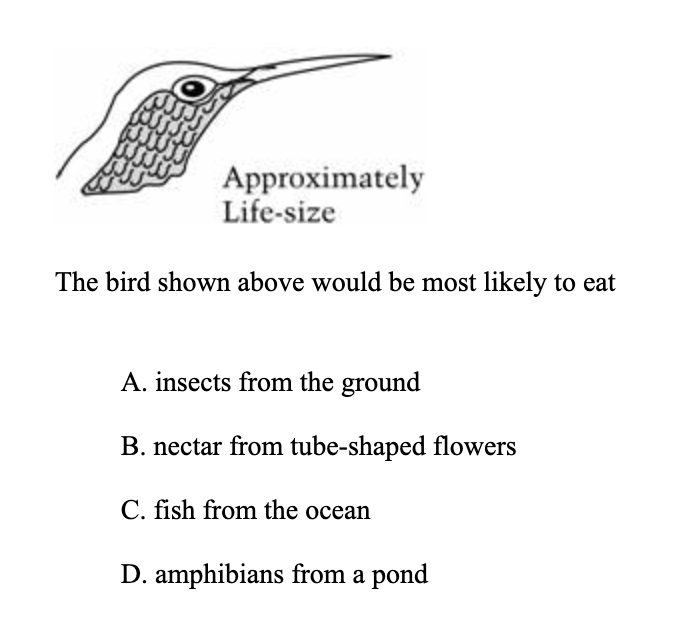 Approximately
Life-size
The bird shown above would be most likely to eat
A. insects from the ground
B. nectar from tube-shaped flowers
C. fish from the ocean
D. amphibians from a pond